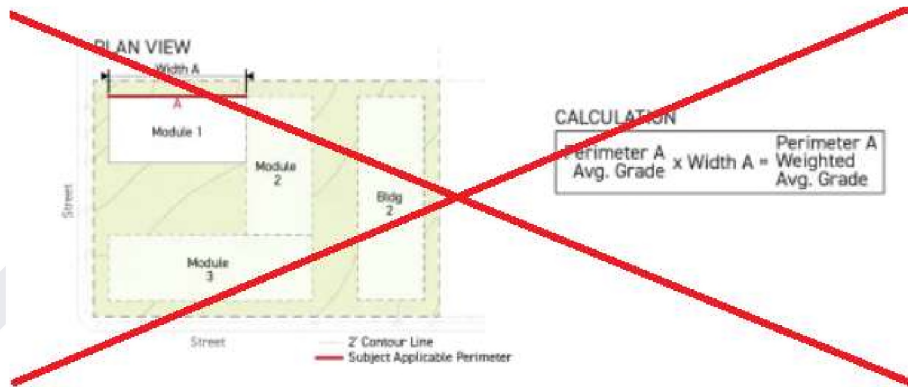 PLAN VIEW
Width A
A
Module 1
Module
2
Bldg
2
Module
3
Street
Street
2' Contour Line
Subject Applicable Perimeter
CALCULATION
Perimeter A
Avg. Grade
x Width A =
Perimeter A
Weighted
Avg. Grade